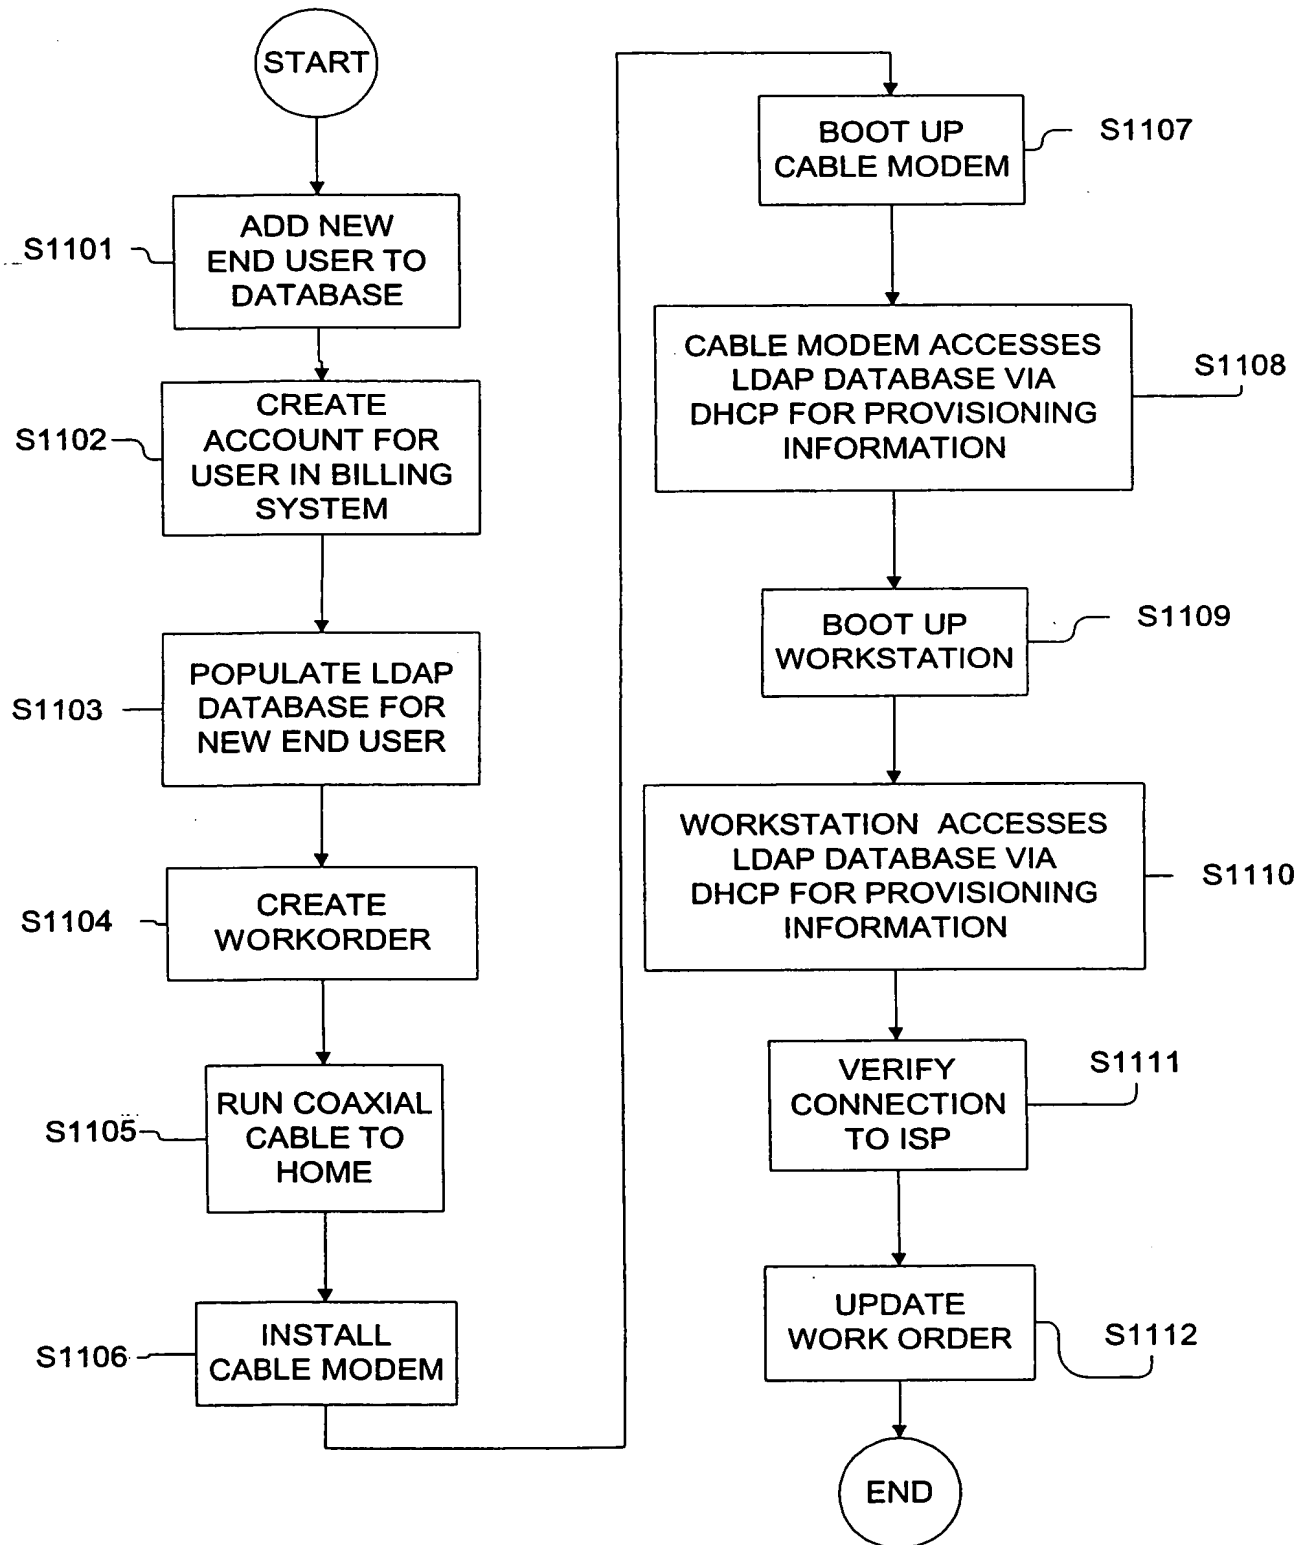 START
S1101
ADD NEW
END USER TO
DATABASE
S1102
CREATE
ACCOUNT FOR
USER IN BILLING
SYSTEM
S1103
POPULATE LDAP
DATABASE FOR
NEW END USER
S1104
CREATE
WORKORDER
S1105
RUN COAXIAL
CABLE TO
HOME
S1106
INSTALL
CABLE MODEM
BOOT UP
CABLE MODEM
S1107
CABLE MODEM ACCESSES
LDAP DATABASE VIA
DHCP FOR PROVISIONING
INFORMATION
S1108
BOOT UP
WORKSTATION
S1109
WORKSTATION ACCESSES
LDAP DATABASE VIA
DHCP FOR PROVISIONING
INFORMATION
S1110
VERIFY
CONNECTION
TO ISP
S1111
UPDATE
WORK ORDER
S1112
END